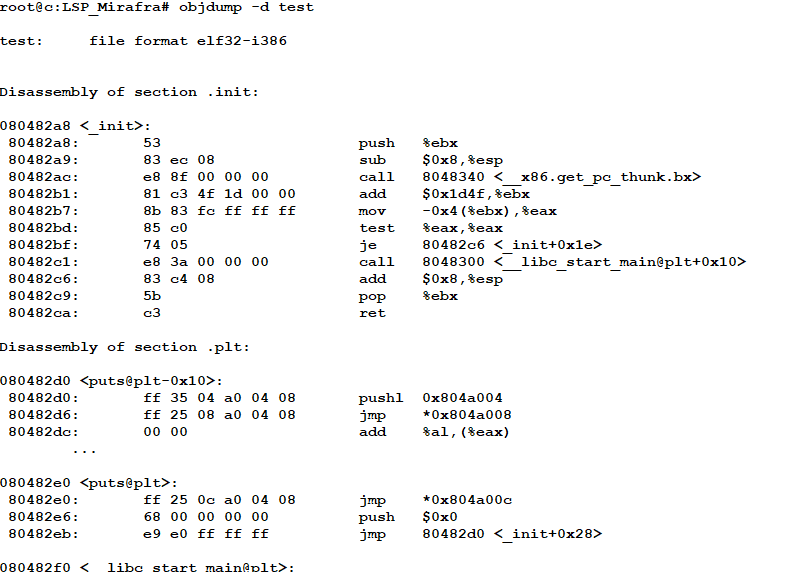 root@c:LSP_Mirafra# objdump -d test
test:     file format elf32-i386
Disassembly of section .init:
080482a8 <_init>:
 80482a8:       53                      push   %ebx
 80482a9:       83 ec 08                sub    $0x8,%esp
 80482ac:       e8 8f 00 00 00          call   8048340 <__x86.get_pc_thunk.bx>
 80482b1:       81 c3 4f 1d 00 00       add    $0x1d4f,%ebx
 80482b7:       8b 83 fc ff ff ff       mov    -0x4(%ebx),%eax
 80482bd:       85 c0                   test   %eax,%eax
 80482bf:       74 05                   je     80482c6 <_init+0x1e>
 80482c1:       e8 3a 00 00 00          call   8048300 <__libc_start_main@plt+0x10>
 80482c6:       83 c4 08                add    $0x8,%esp
 80482c9:       5b                      pop    %ebx
 80482ca:       c3                      ret
Disassembly of section .plt:
080482d0 <puts@plt-0x10>:
 80482d0:       ff 35 04 a0 04 08       pushl  0x804a004
 80482d6:       ff 25 08 a0 04 08       jmp    *0x804a008
 80482dc:       00 00                   add    %al,(%eax)
        ...
080482e0 <puts@plt>:
 80482e0:       ff 25 0c a0 04 08       jmp    *0x804a00c
 80482e6:       68 00 00 00 00          push   $0x0
 80482eb:       e9 e0 ff ff ff          jmp    80482d0 <_init+0x28>
080482f0 <__libc_start_main@plt>: